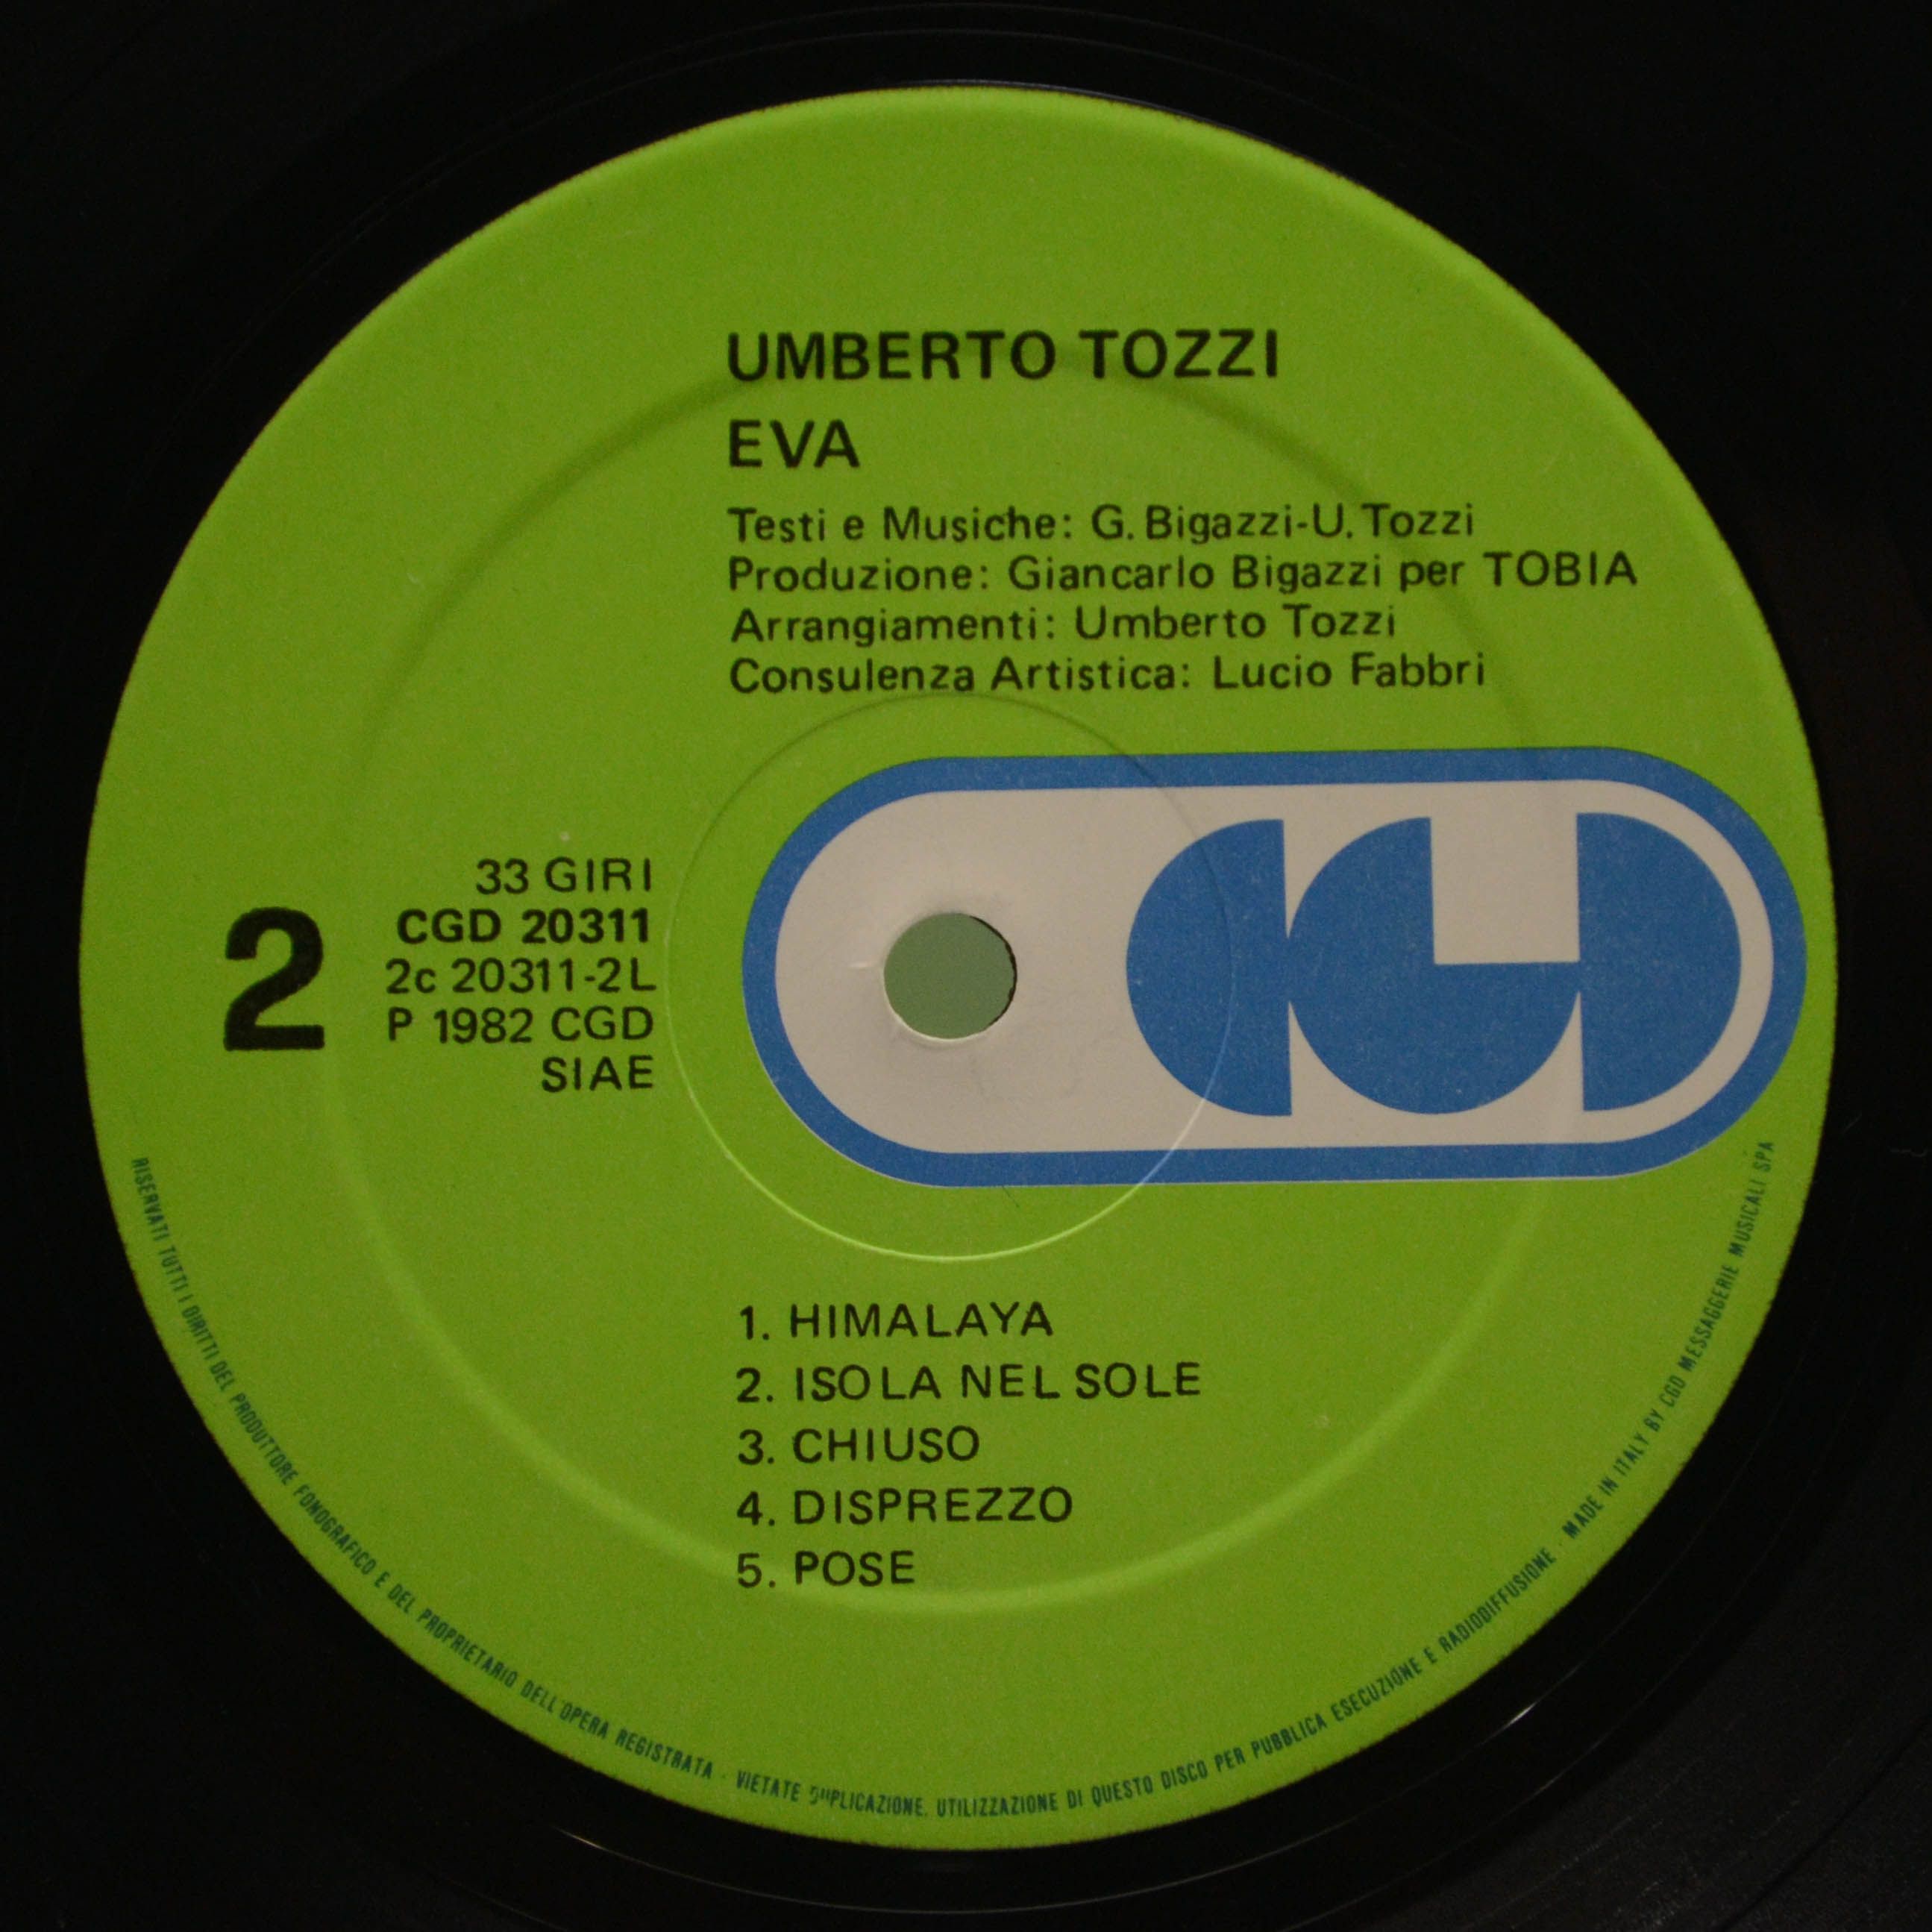 UMBERTO TOZZI
EVA
Testi e Musiche: G. Bigazzi-U. Tozzi
Produzione: Giancarlo Bigazzi per TOBIA
Arrangiamenti: Umberto Tozzi
Consulenza Artistica: Lucio Fabbri
CGD
2
33 GIRI
CGD 20311
2c 20311-2L
P 1982 CGD
SIAE
1. HIMALAYA
2. ISOLA NEL SOLE
3. CHIUSO
4. DISPREZZO
5. POSE
RISERVATI TUTTI I DIRITTI DEL PRODUTTORE FONOGRAFICO E DEL PROPRIETARIO DELL'OPERA REGISTRATA - VIETATE DUPLICAZIONE, UTILIZZAZIONE DI QUESTO DISCO PER PUBBLICA ESECUZIONE E RADIODIFFUSIONE - MADE IN ITALY BY CGD MESSAGGERIE MUSICALI SPA